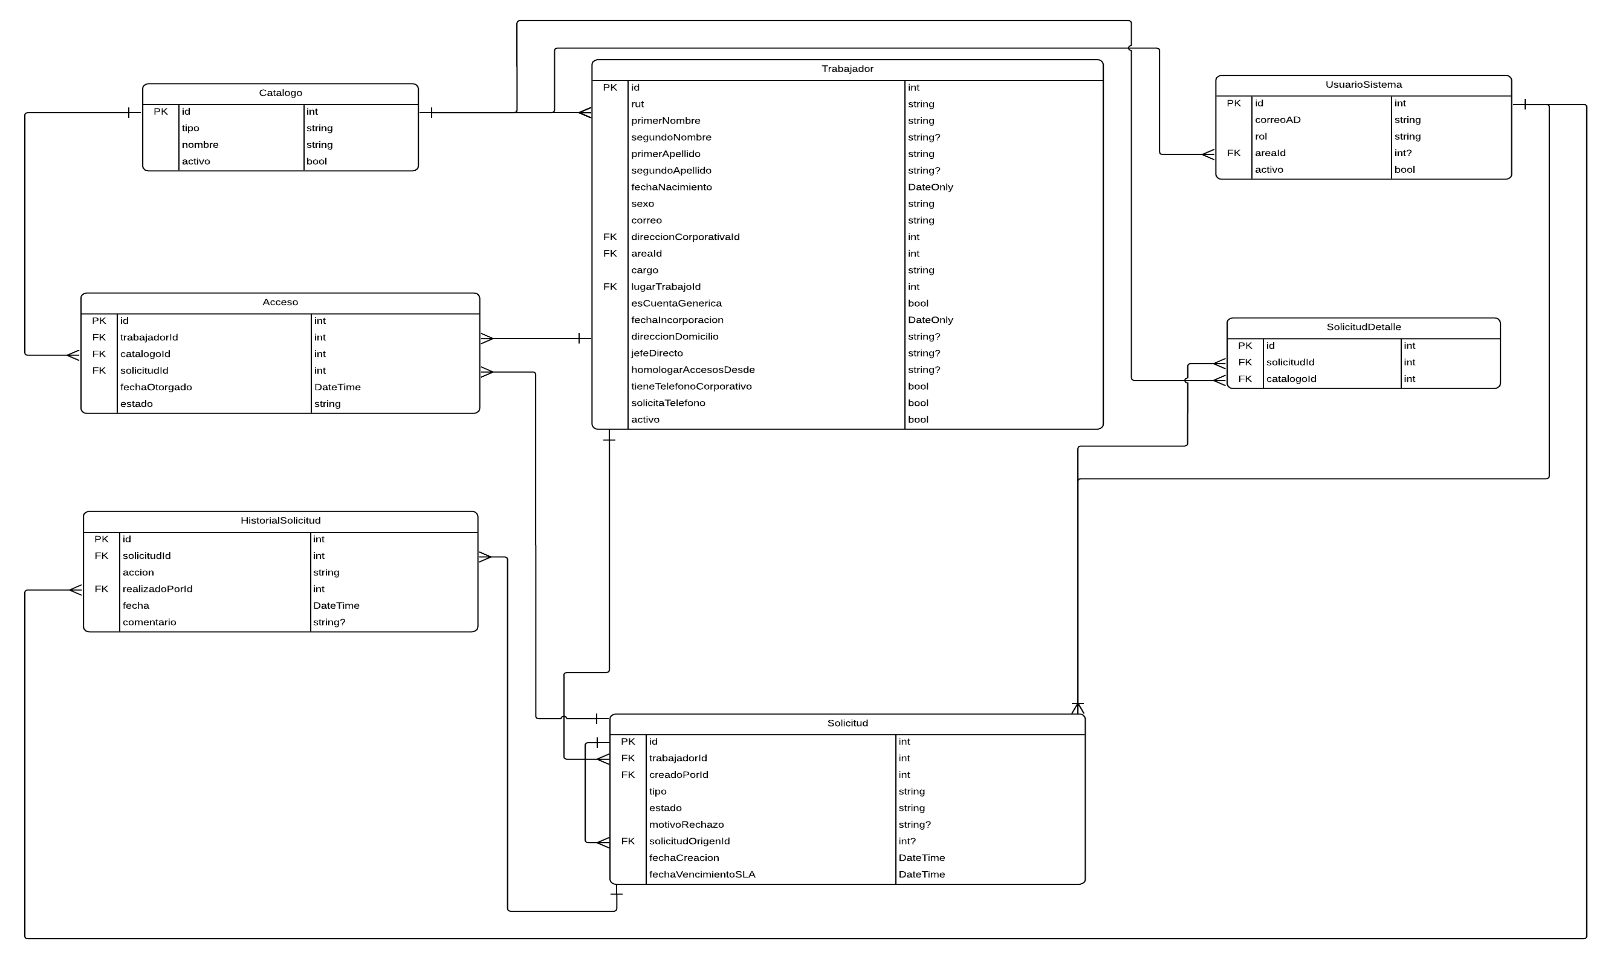 Catalogo
PK id int
tipo string
nombre string
activo bool
Trabajador
PK id int
rut string
primerNombre string
segundoNombre string?
primerApellido string
segundoApellido string?
fechaNacimiento DateOnly
sexo string
correo string
FK direccionCorporativaId int
FK areaId int
cargo string
FK lugarTrabajoId int
esCuentaGenerica bool
fechaIncorporacion DateOnly
direccionDomicilio string?
jefeDirecto string?
homologarAccesosDesde string?
tieneTelefonoCorporativo bool
solicitaTelefono bool
activo bool
UsuarioSistema
PK id int
correoAD string
rol string
FK areaId int?
activo bool
Acceso
PK id int
FK trabajadorId int
FK catalogoId int
FK solicitudId int
fechaOtorgado DateTime
estado string
SolicitudDetalle
PK id int
FK solicitudId int
FK catalogoId int
HistorialSolicitud
PK id int
FK solicitudId int
accion string
FK realizadoPorId int
fecha DateTime
comentario string?
Solicitud
PK id int
FK trabajadorId int
FK creadoPorId int
tipo string
estado string
motivoRechazo string?
FK solicitudOrigenId int?
fechaCreacion DateTime
fechaVencimientoSLA DateTime